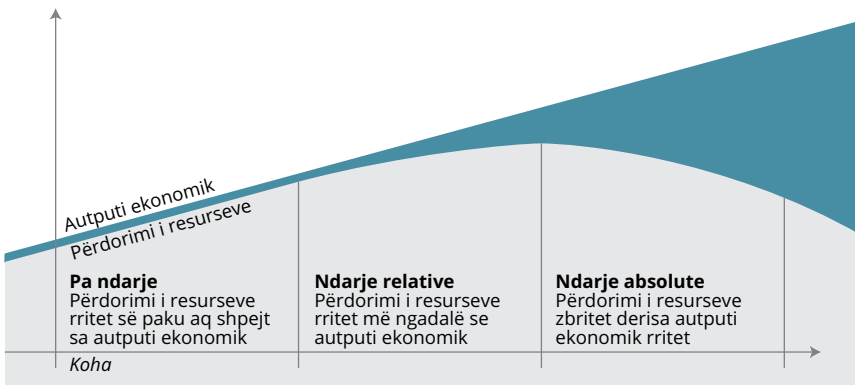 Autputi ekonomik
Përdorimi i resurseve
Pa ndarje
Përdorimi i resurseve
rritet së paku aq shpejt
sa autputi ekonomik
Ndarje relative
Përdorimi i resurseve
rritet më ngadalë se
autputi ekonomik
Ndarje absolute
Përdorimi i resurseve
zbritet derisa autputi
ekonomik rritet
Koha